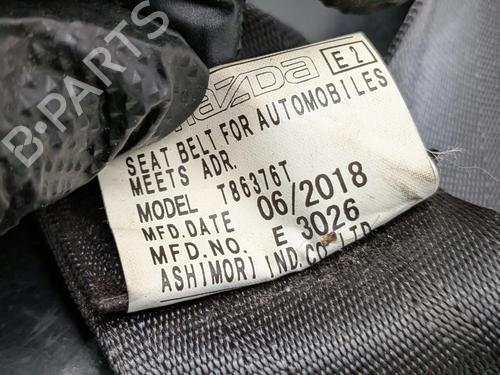 mazda E2
SEAT BELT FOR AUTOMOBILES
MEETS ADR.
MODEL T86376T
MFD.DATE 06/2018
MFD.NO. E 3026
ASHIMORI IND.CO.,LTD.
B-PARTS